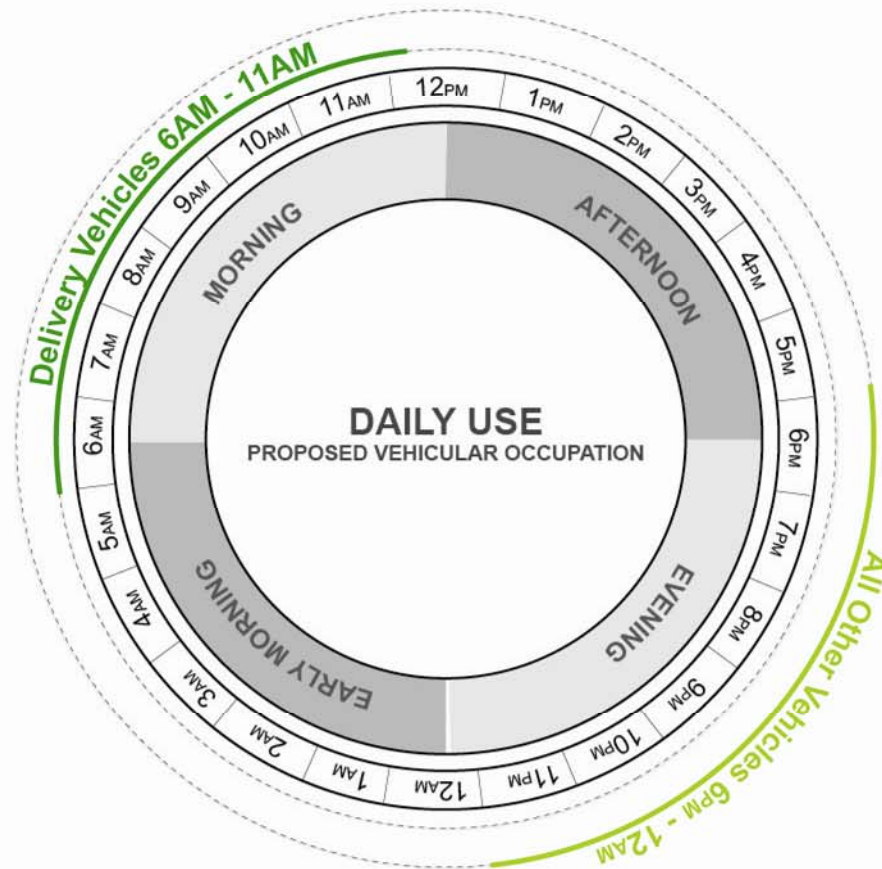 Delivery Vehicles 6AM - 11AM
12PM
1PM
2PM
3PM
4PM
5PM
6PM
7PM
8PM
9PM
10PM
11PM
12AM
1AM
2AM
3AM
4AM
5AM
6AM
7AM
8AM
9AM
10AM
11AM
MORNING
AFTERNOON
EVENING
EARLY MORNING
DAILY USE
PROPOSED VEHICULAR OCCUPATION
All Other Vehicles 6PM - 12AM